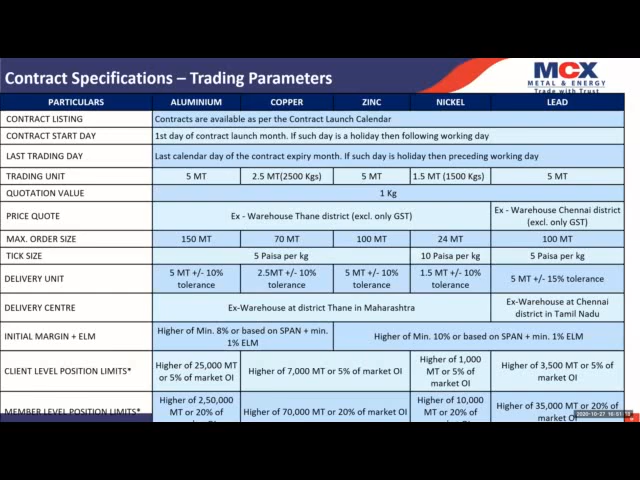 Contract Specifications – Trading Parameters
MCX
METAL & ENERGY
Trade with Trust
PARTICULARS ALUMINIUM COPPER ZINC NICKEL LEAD
CONTRACT LISTING Contracts are available as per the Contract Launch Calendar
CONTRACT START DAY 1st day of contract launch month. If such day is a holiday then following working day
LAST TRADING DAY Last calendar day of the contract expiry month. If such day is holiday then preceding working day
TRADING UNIT 5 MT 2.5 MT(2500 Kgs) 5 MT 1.5 MT (1500 Kgs) 5 MT
QUOTATION VALUE 1 Kg
PRICE QUOTE Ex - Warehouse Thane district (excl. only GST) Ex - Warehouse Chennai district
(excl. only GST)
MAX. ORDER SIZE 150 MT 70 MT 100 MT 24 MT 100 MT
TICK SIZE 5 Paisa per kg 10 Paisa per kg 5 Paisa per kg
DELIVERY UNIT 5 MT +/- 10% 2.5MT +/- 10% 5 MT +/- 10% 1.5 MT +/- 10% 5 MT +/- 15% tolerance
tolerance tolerance tolerance tolerance
DELIVERY CENTRE Ex-Warehouse at district Thane in Maharashtra Ex-Warehouse at Chennai
district in Tamil Nadu
INITIAL MARGIN + ELM Higher of Min. 8% or based on SPAN + min. Higher of Min. 10% or based on SPAN + min. 1% ELM
1% ELM
CLIENT LEVEL POSITION LIMITS* Higher of 25,000 MT Higher of 7,000 MT or 5% of market OI Higher of 1,000 Higher of 3,500 MT or 5% of
or 5% of market OI MT or 5% of market OI
market OI
MEMBER LEVEL POSITION LIMITS* Higher of 2,50,000 Higher of 70,000 MT or 20% of market OI Higher of 10,000 Higher of 35,000 MT or 20% of
MT or 20% of MT or 20% of market OI
2020-10-27